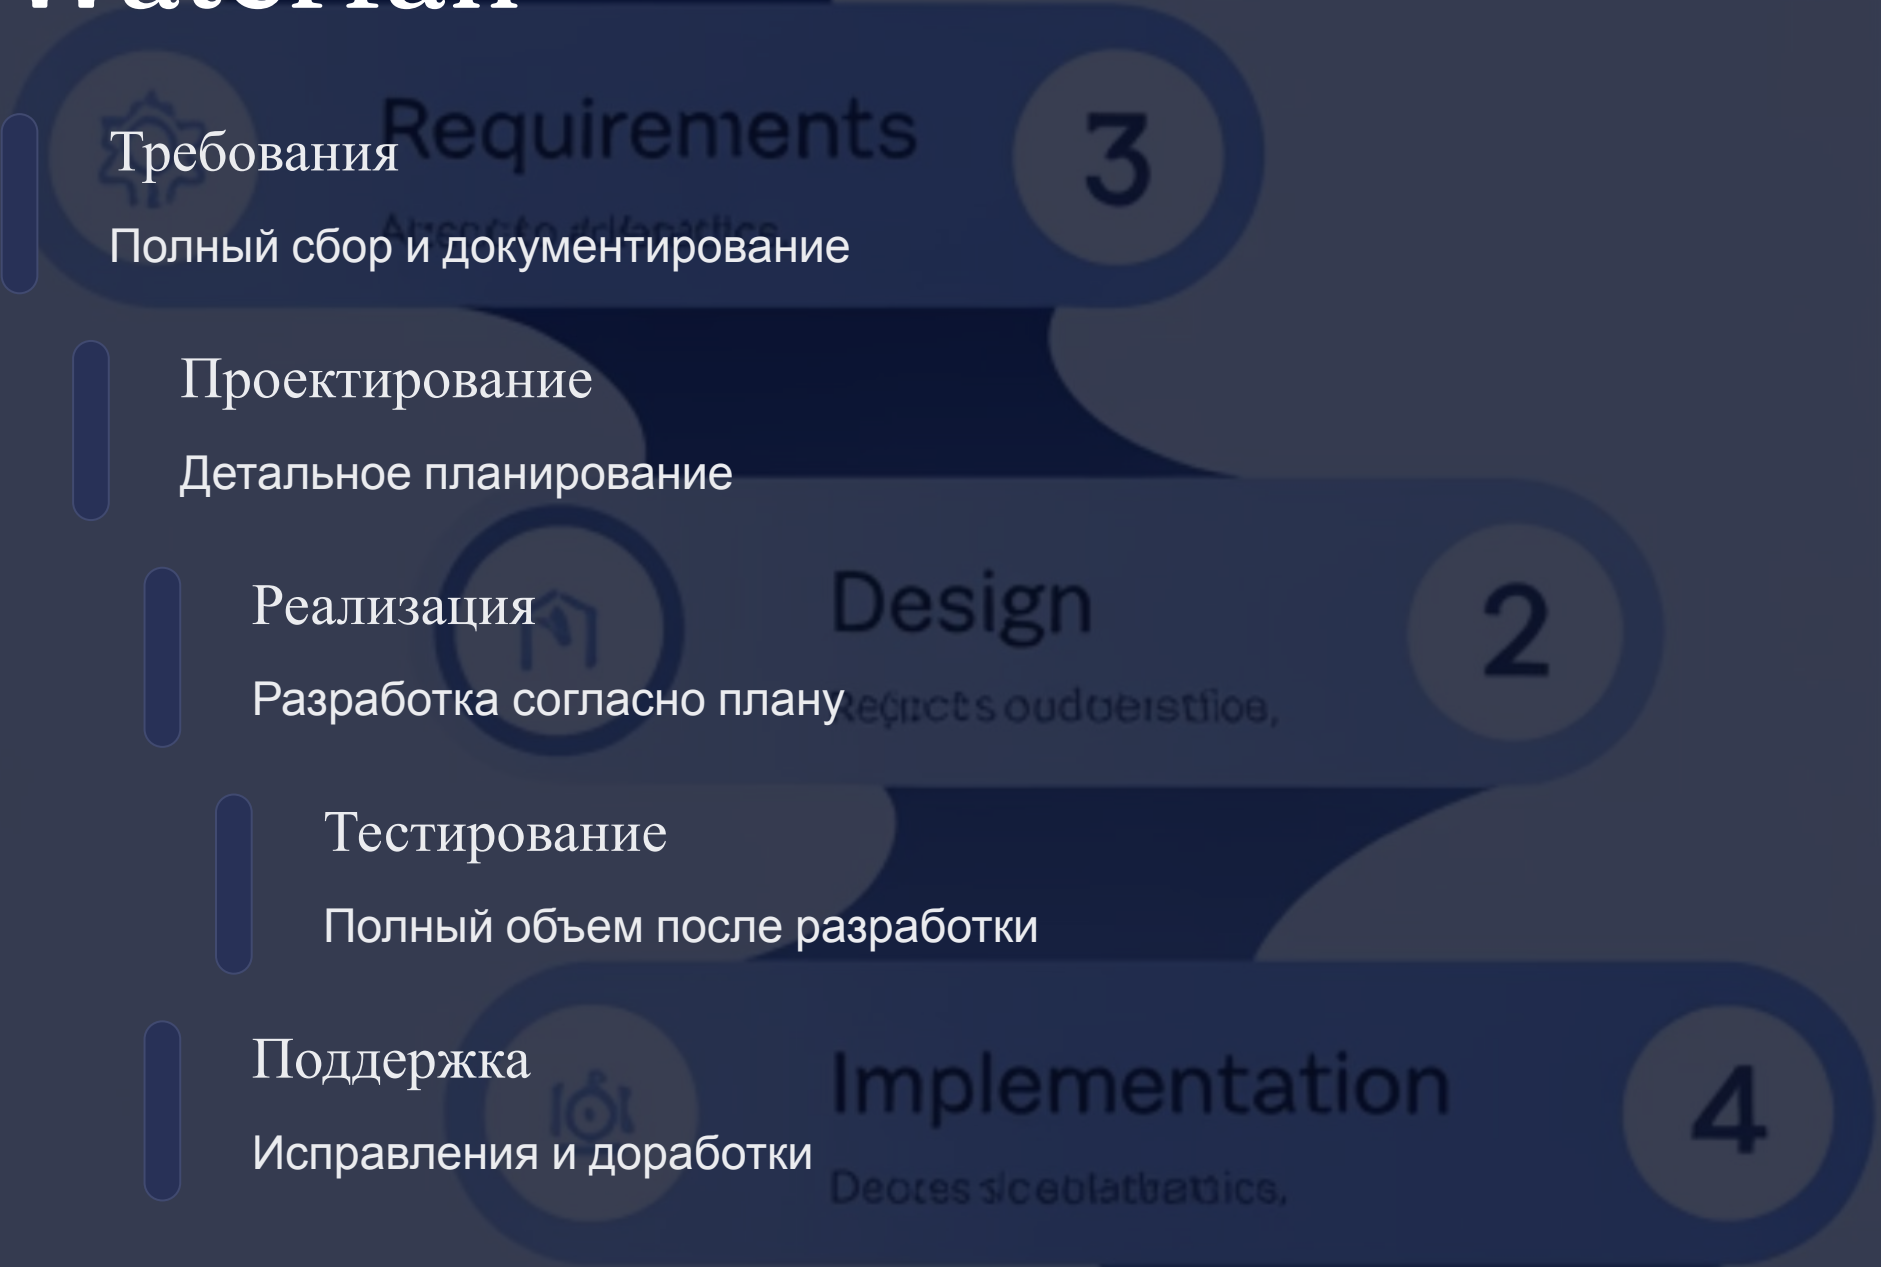 Waterfall
Requirements
3
Требования
Полный сбор и документирование
Проектирование
Детальное планирование
Design
2
Реализация
Разработка согласно плану
Тестирование
Полный объем после разработки
Implementation
4
Поддержка
Исправления и доработки